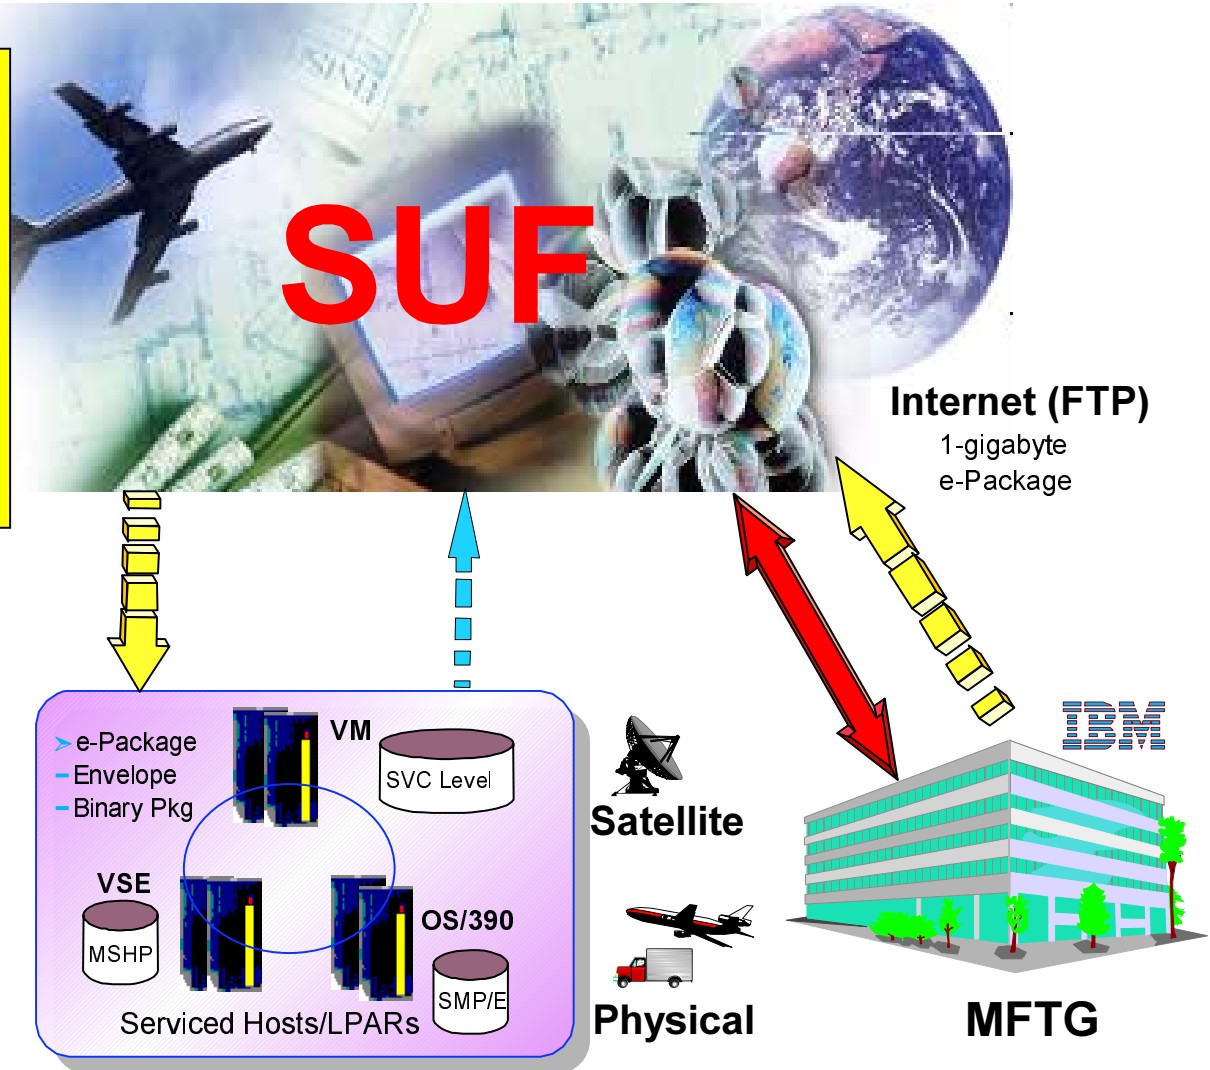 SUF
Internet (FTP)
1-gigabyte
e-Package
IBM
e-Package
Envelope
Binary Pkg
VM
SVC Level
Satellite
VSE
MSHP
OS/390
SMP/E
Serviced Hosts/LPARs
Physical
MFTG